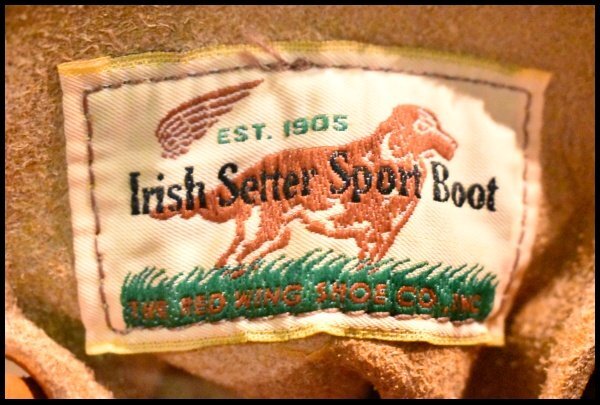 EST. 1905
Irish Setter Sport Boot
THE RED WING SHOE CO., INC.